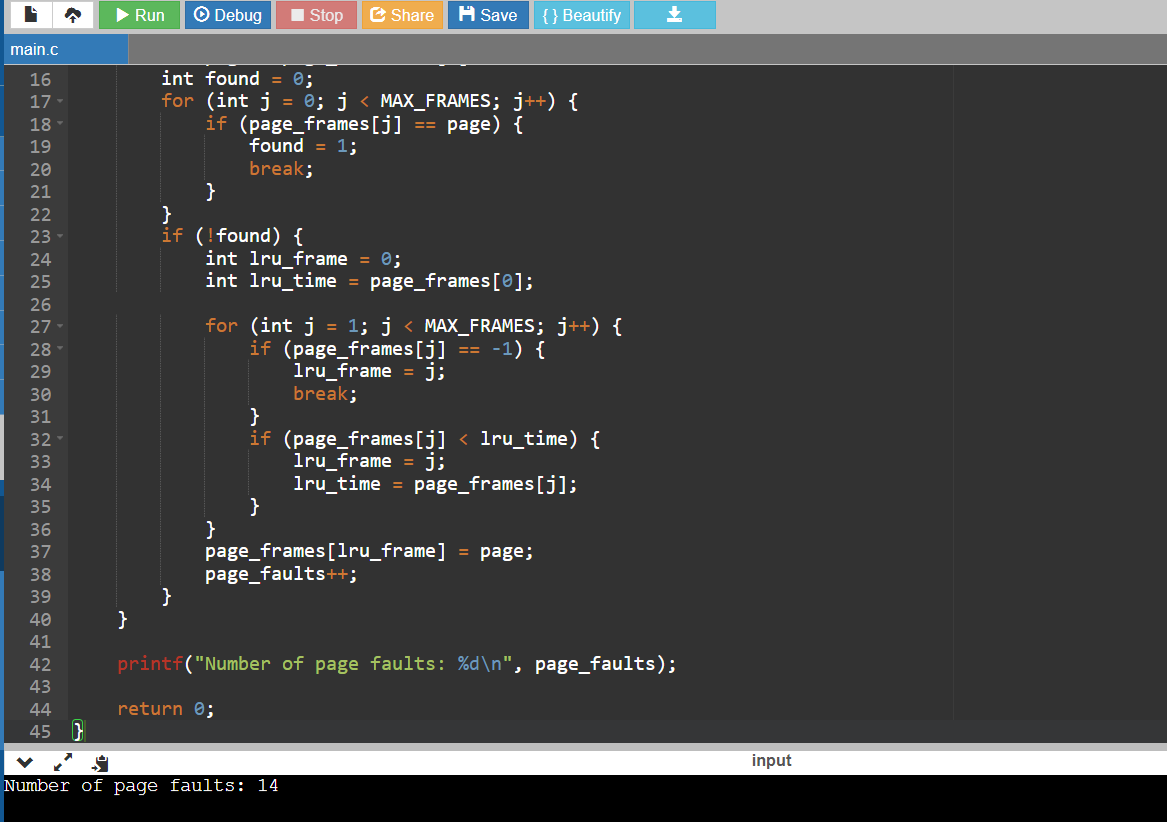 Run Debug Stop Share Save { } Beautify
main.c
16 int found = 0;
17 for (int j = 0; j < MAX_FRAMES; j++) {
18 if (page_frames[j] == page) {
19 found = 1;
20 break;
21 }
22 }
23 if (!found) {
24 int lru_frame = 0;
25 int lru_time = page_frames[0];
26
27 for (int j = 1; j < MAX_FRAMES; j++) {
28 if (page_frames[j] == -1) {
29 lru_frame = j;
30 break;
31 }
32 if (page_frames[j] < lru_time) {
33 lru_frame = j;
34 lru_time = page_frames[j];
35 }
36 }
37 page_frames[lru_frame] = page;
38 page_faults++;
39 }
40 }
41
42 printf("Number of page faults: %d\n", page_faults);
43
44 return 0;
45 }
input
Number of page faults: 14